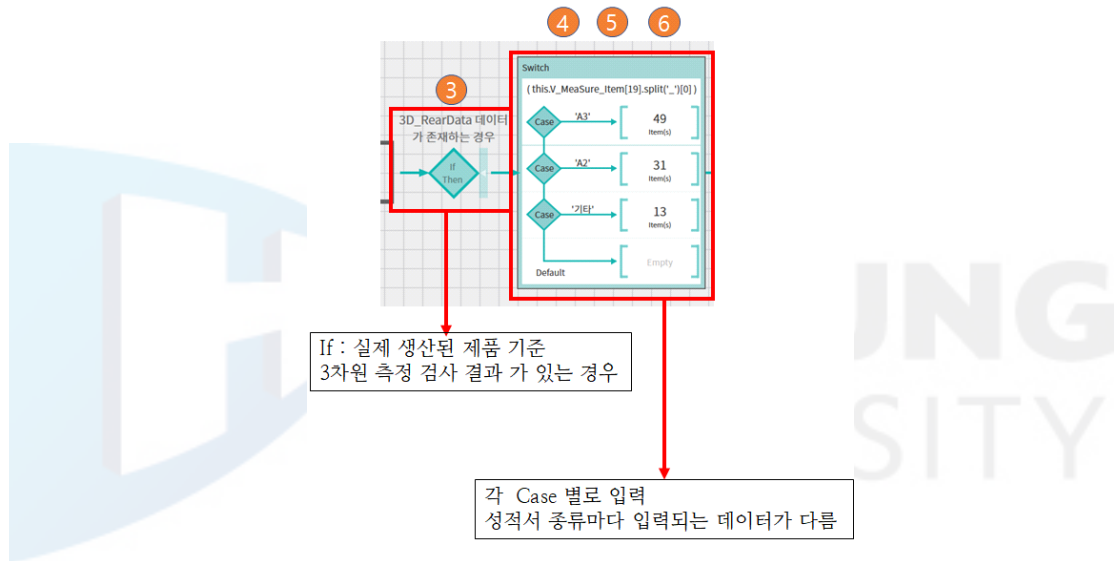 4 5 6
3
3D_RearData 데이터
가 존재하는 경우
If
Then
Switch
( this.V_MeaSure_Item[19].split('_')[0] )
Case 'A3' 49
Item(s)
Case 'A2' 31
Item(s)
Case '기타' 13
Item(s)
Default Empty
If : 실제 생산된 제품 기준
3차원 측정 검사 결과 가 있는 경우
각 Case 별로 입력
성적서 종류마다 입력되는 데이터가 다름
UNG
SITY